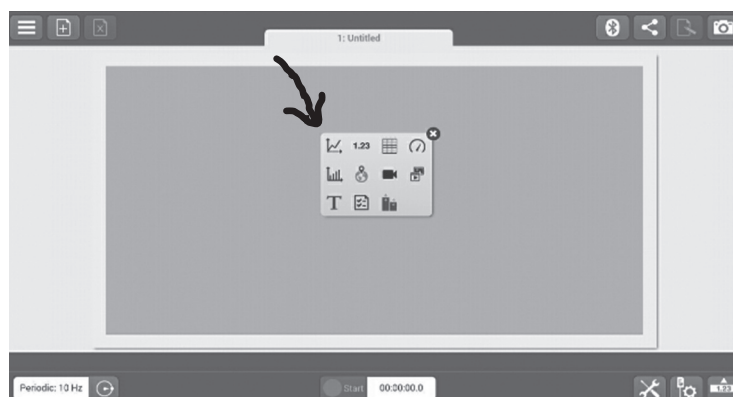 1: Untitled
1.23
T
Periodic: 10 Hz
Start
00:00:00.0
1.23